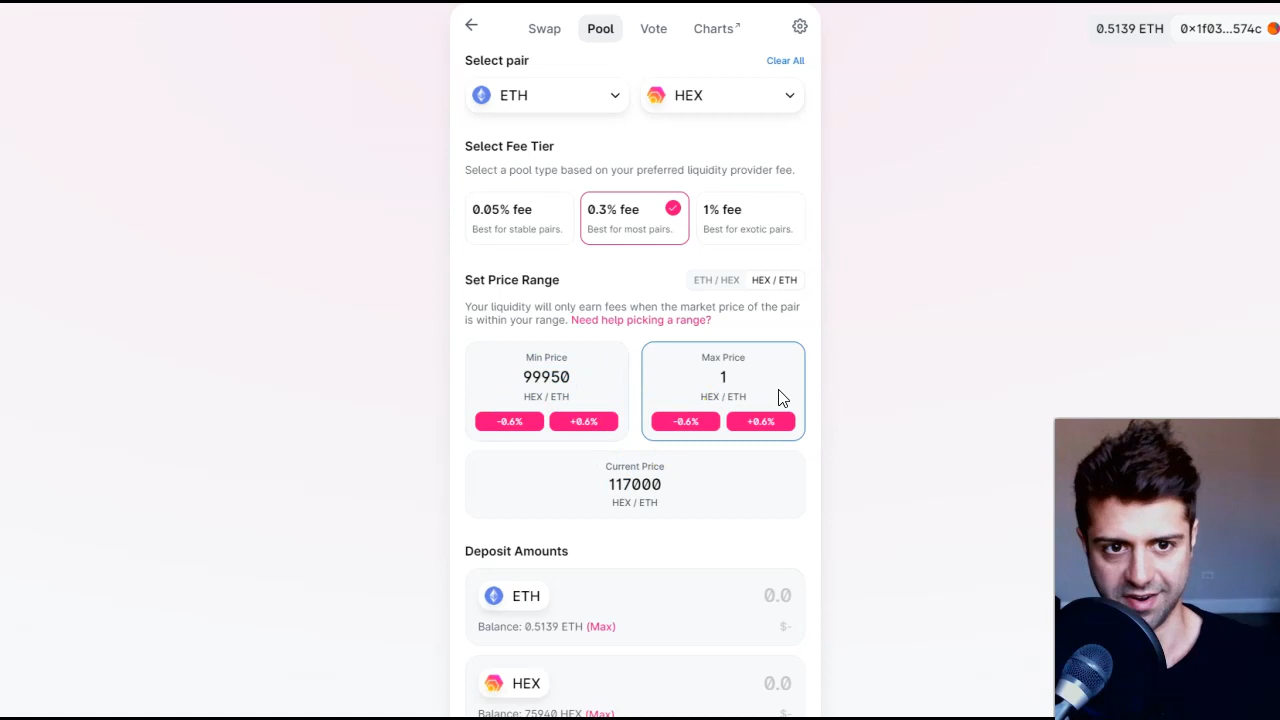 Swap Pool Vote Charts↗
0.5139 ETH 0×1f03...574c
Select pair Clear All
ETH HEX
Select Fee Tier
Select a pool type based on your preferred liquidity provider fee.
0.05% fee 0.3% fee 1% fee
Best for stable pairs. Best for most pairs. Best for exotic pairs.
Set Price Range ETH / HEX HEX / ETH
Your liquidity will only earn fees when the market price of the pair
is within your range. Need help picking a range?
Min Price Max Price
99950 1
HEX / ETH HEX / ETH
-0.6% +0.6% -0.6% +0.6%
Current Price
117000
HEX / ETH
Deposit Amounts
ETH 0.0
Balance: 0.5139 ETH (Max) $-
HEX 0.0
Balance: 75940 HEX (Max) $-